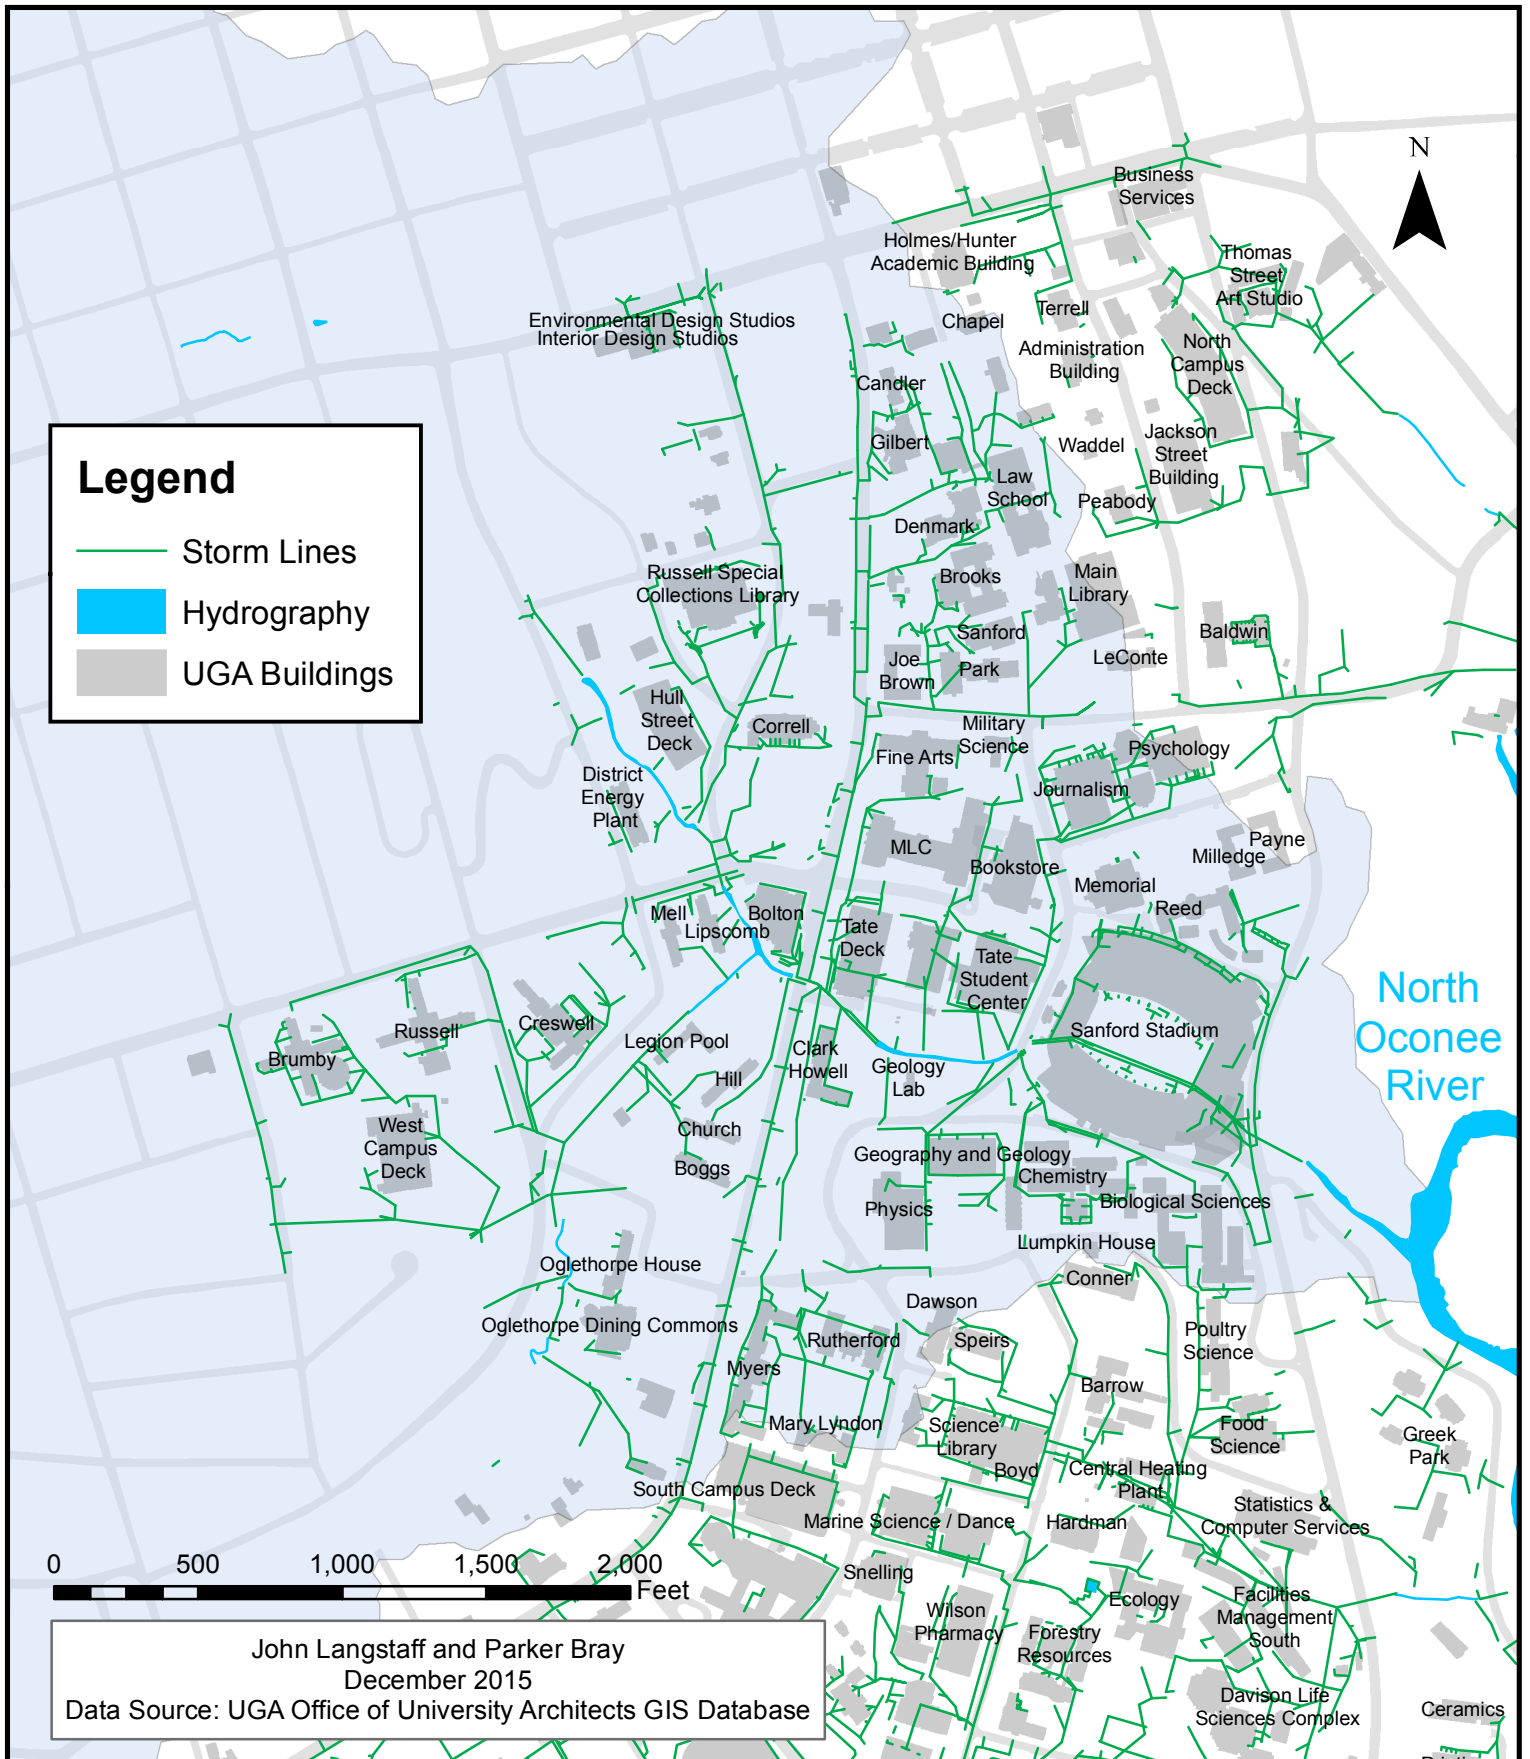 N
Business
Services
Holmes/Hunter
Academic Building
Thomas
Street
Art Studio
Environmental Design Studios
Interior Design Studios
Chapel
Terrell
Administration
Building
North
Campus
Deck
Candler
Gilbert
Waddel
Jackson
Street
Building
Law
School
Peabody
Denmark
Legend
Storm Lines
Hydrography
UGA Buildings
Russell Special
Collections Library
Brooks
Main
Library
Sanford
Baldwin
LeConte
Joe
Brown
Park
Hull
Street
Deck
Correll
Military
Science
Fine Arts
Psychology
District
Energy
Plant
Journalism
MLC
Bookstore
Payne
Milledge
Memorial
Reed
Mell
Lipscomb
Bolton
Tate
Deck
Tate
Student
Center
North
Oconee
River
Sanford Stadium
Brumby
Russell
Creswell
Legion Pool
Clark
Howell
Geology
Lab
Hill
Church
Boggs
West
Campus
Deck
Geography and Geology
Chemistry
Physics
Biological Sciences
Lumpkin House
Conner
Oglethorpe House
Oglethorpe Dining Commons
Dawson
Rutherford
Speirs
Poultry
Science
Myers
Barrow
Mary Lyndon
Science
Library
Boyd
Food
Science
Greek
Park
Central Heating
Plant
South Campus Deck
Marine Science / Dance
Hardman
Statistics &
Computer Services
Snelling
Ecology
Facilities
Management
South
Wilson
Pharmacy
Forestry
Resources
Davison Life
Sciences Complex
Ceramics
0 500 1,000 1,500 2,000
Feet
John Langstaff and Parker Bray
December 2015
Data Source: UGA Office of University Architects GIS Database